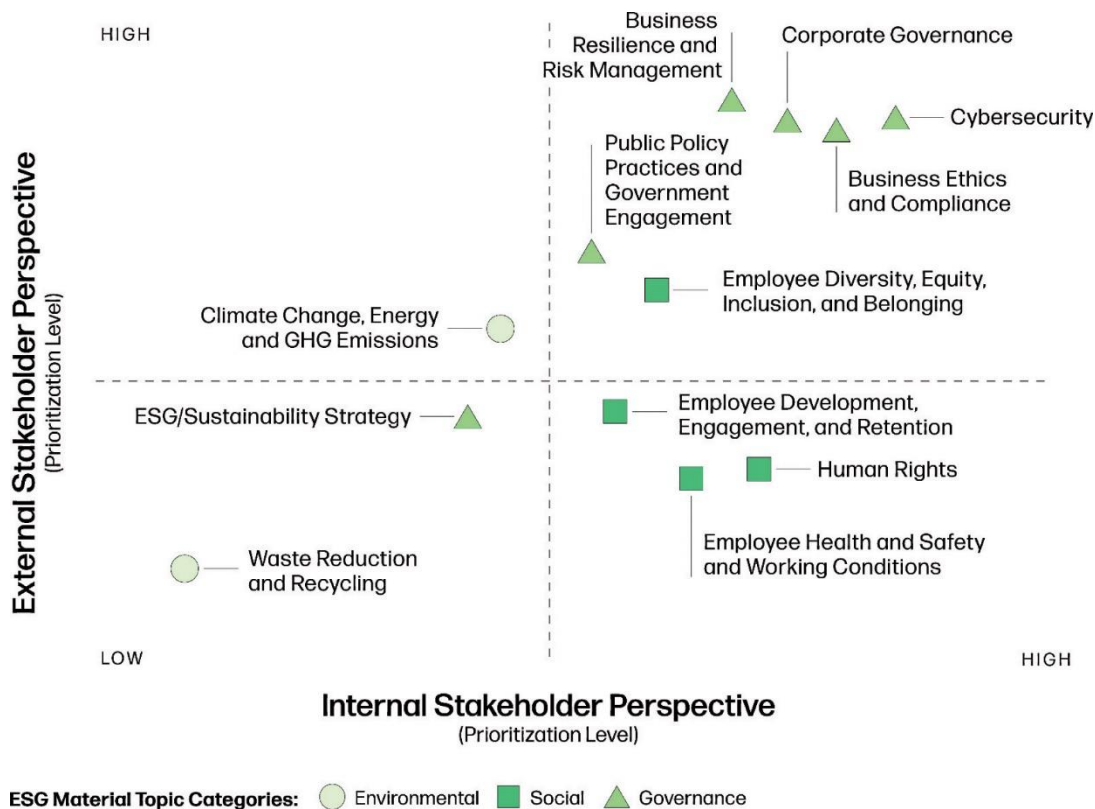 HIGH
Business
Resilience and
Risk Management
Corporate Governance
Cybersecurity
Public Policy
Practices and
Government
Engagement
Business Ethics
and Compliance
Employee Diversity, Equity,
Inclusion, and Belonging
Climate Change, Energy
and GHG Emissions
ESG/Sustainability Strategy
Employee Development,
Engagement, and Retention
Human Rights
Employee Health and Safety
and Working Conditions
Waste Reduction
and Recycling
External Stakeholder Perspective
(Prioritization Level)
LOW
HIGH
Internal Stakeholder Perspective
(Prioritization Level)
ESG Material Topic Categories: Environmental Social Governance